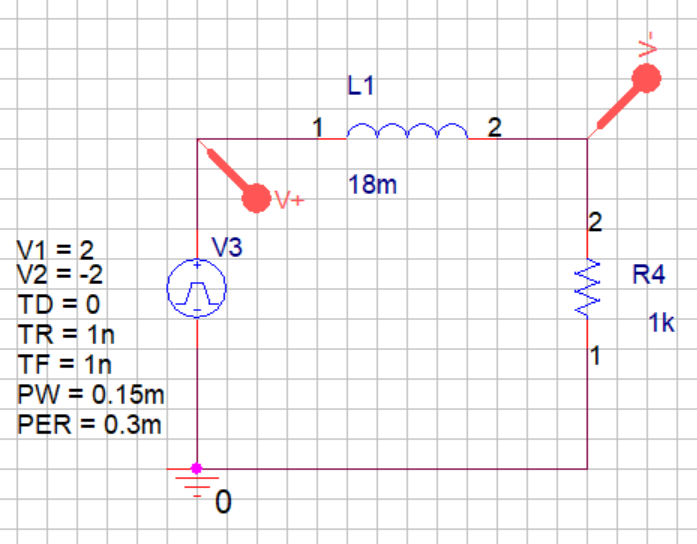 V-
L1
1
2
18m
V+
2
V3
V1 = 2
V2 = -2
TD = 0
TR = 1n
TF = 1n
PW = 0.15m
PER = 0.3m
R4
1k
1
0